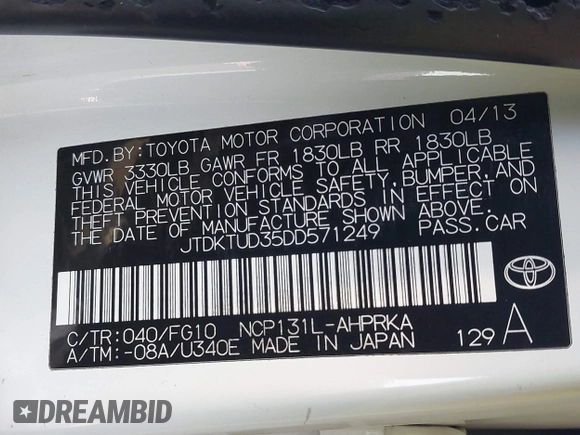 MFD.BY:TOYOTA MOTOR CORPORATION 04/13
GVWR 3330LB GAWR FR 1830LB RR 1830LB
THIS VEHICLE CONFORMS TO ALL APPLICABLE
FEDERAL MOTOR VEHICLE SAFETY,BUMPER,AND
THEFT PREVENTION STANDARDS IN EFFECT ON
THE DATE OF MANUFACTURE SHOWN ABOVE.
JTDKTUD35DD571249 PASS.CAR
C/TR:040/FG10 NCP131L-AHPRKA
A/TM:-08A/U340E MADE IN JAPAN 129 A
DREAMBID